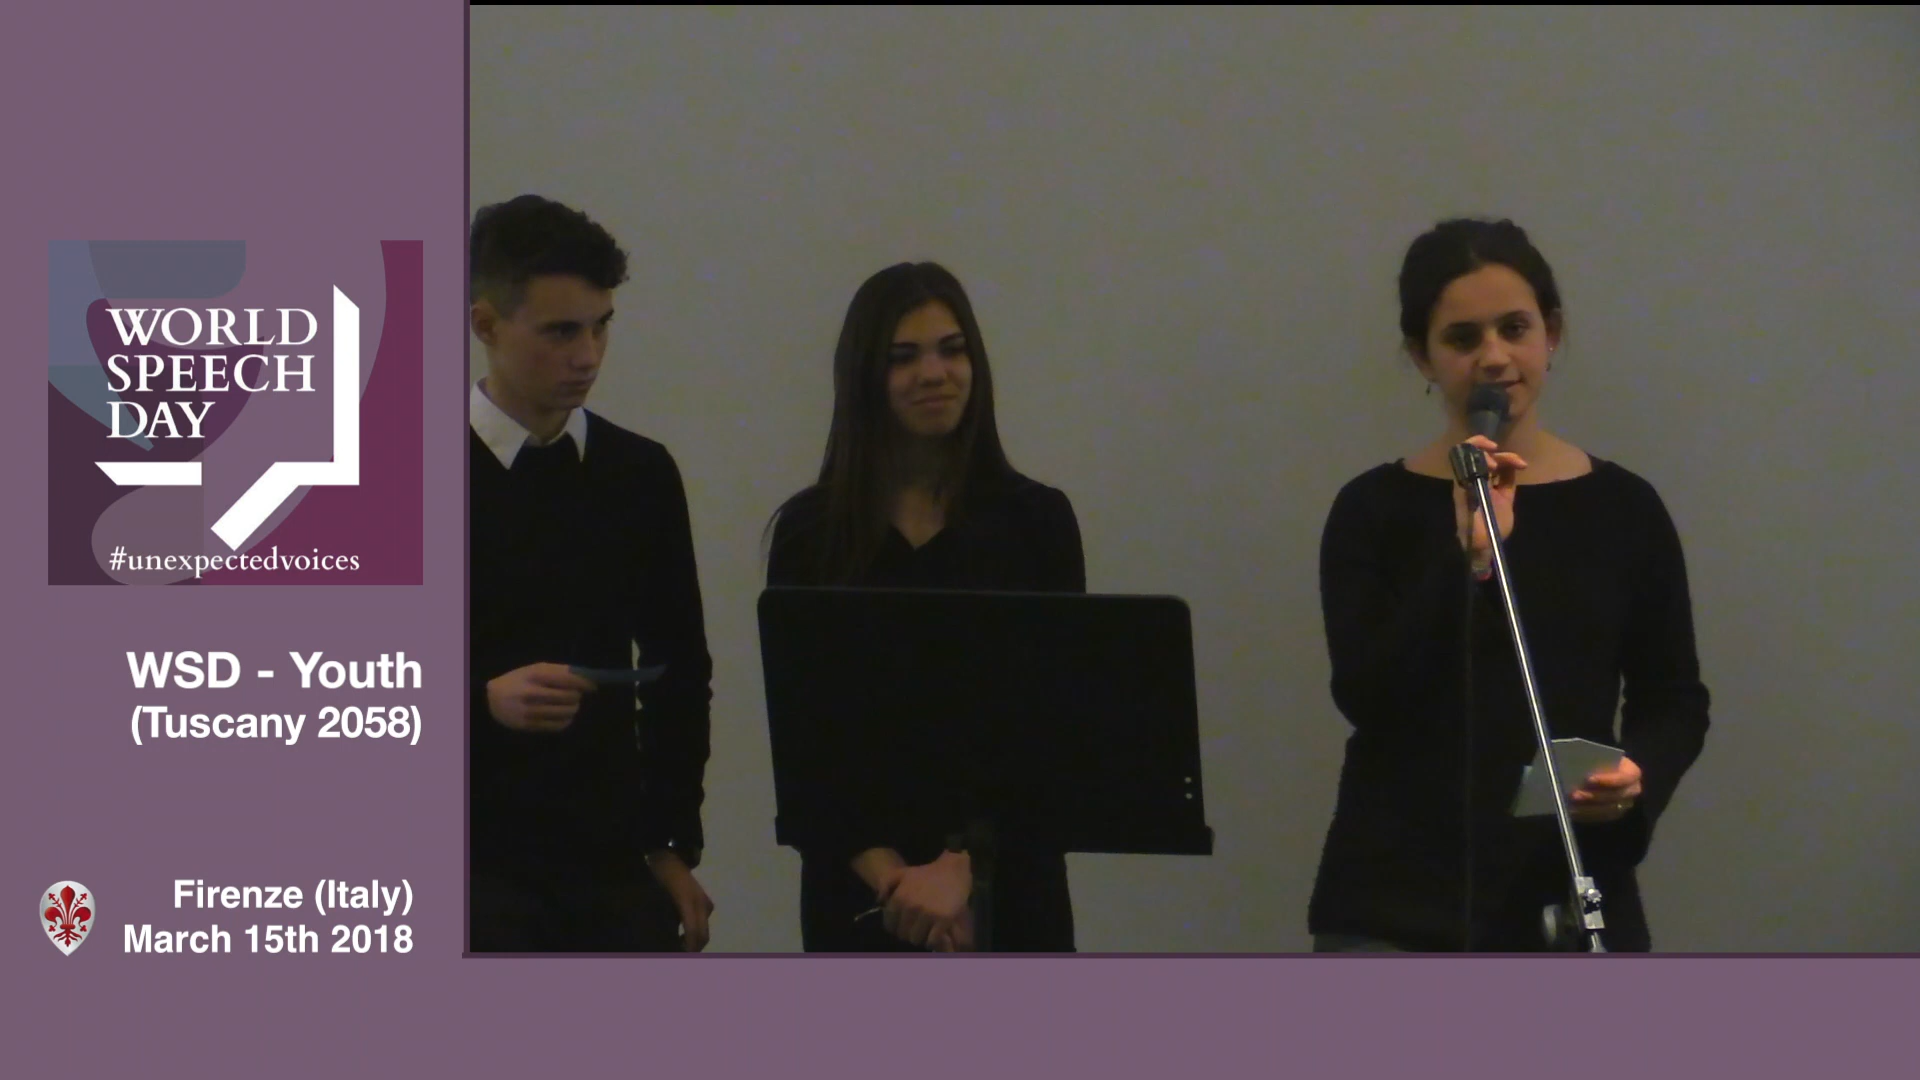 WORLD
SPEECH
DAY
#unexpectedvoices
WSD - Youth
(Tuscany 2058)
Firenze (Italy)
March 15th 2018